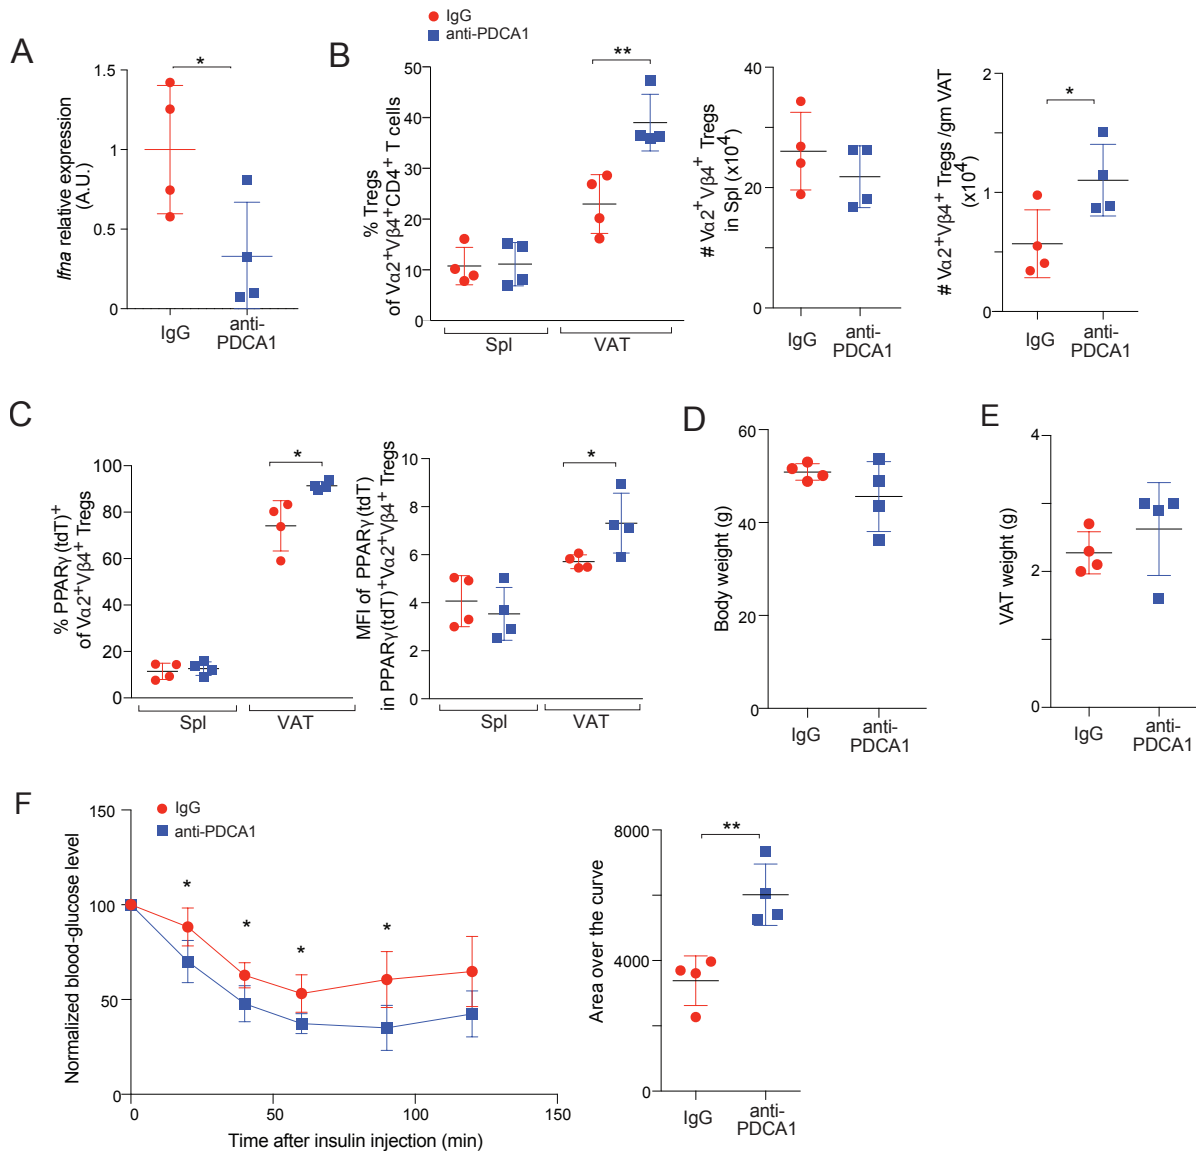 A
Ifna relative expression
(A.U.)
1.5
1
0.5
0
*
IgG
anti-
PDCA1
B
IgG
anti-PDCA1
% Tregs
of Vα2⁺Vβ4⁺CD4⁺ T cells
50
40
30
20
10
0
**
Spl
VAT
# Vα2⁺Vβ4⁺ Tregs
in Spl (x10⁴)
40
20
0
IgG
anti-
PDCA1
# Vα2⁺Vβ4⁺ Tregs /gm VAT
(x10⁴)
2
1
0
*
IgG
anti-
PDCA1
C
% PPARγ(tdT)⁺
of Vα2⁺Vβ4⁺ Tregs
100
80
60
40
20
0
*
Spl
VAT
MFI of PPARγ(tdT)
in PPARγ(tdT)⁺Vα2⁺Vβ4⁺ Tregs
10
8
6
4
2
0
*
Spl
VAT
D
Body weight (g)
60
40
20
0
IgG
anti-
PDCA1
E
VAT weight (g)
4
2
0
IgG
anti-
PDCA1
F
IgG
anti-PDCA1
Normalized blood-glucose level
150
100
50
0
* * * *
0 50 100 150
Time after insulin injection (min)
Area over the curve
8000
4000
0
**
IgG
anti-
PDCA1